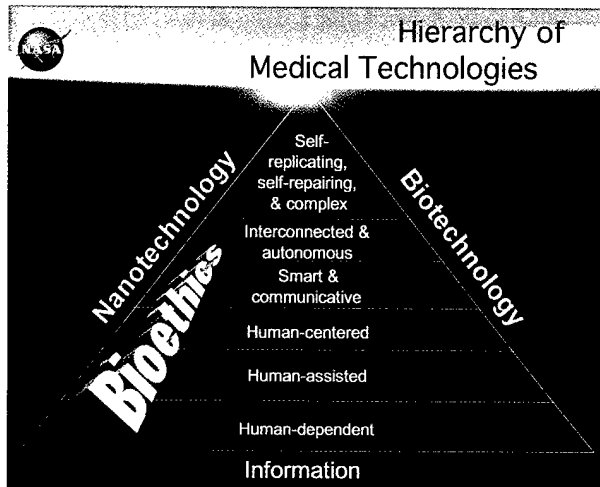 NASA
Hierarchy of
Medical Technologies
Self-
replicating,
self-repairing,
& complex
Interconnected &
autonomous
Smart &
communicative
Human-centered
Human-assisted
Human-dependent
Nanotechnology
Bioethics
Biotechnology
Information